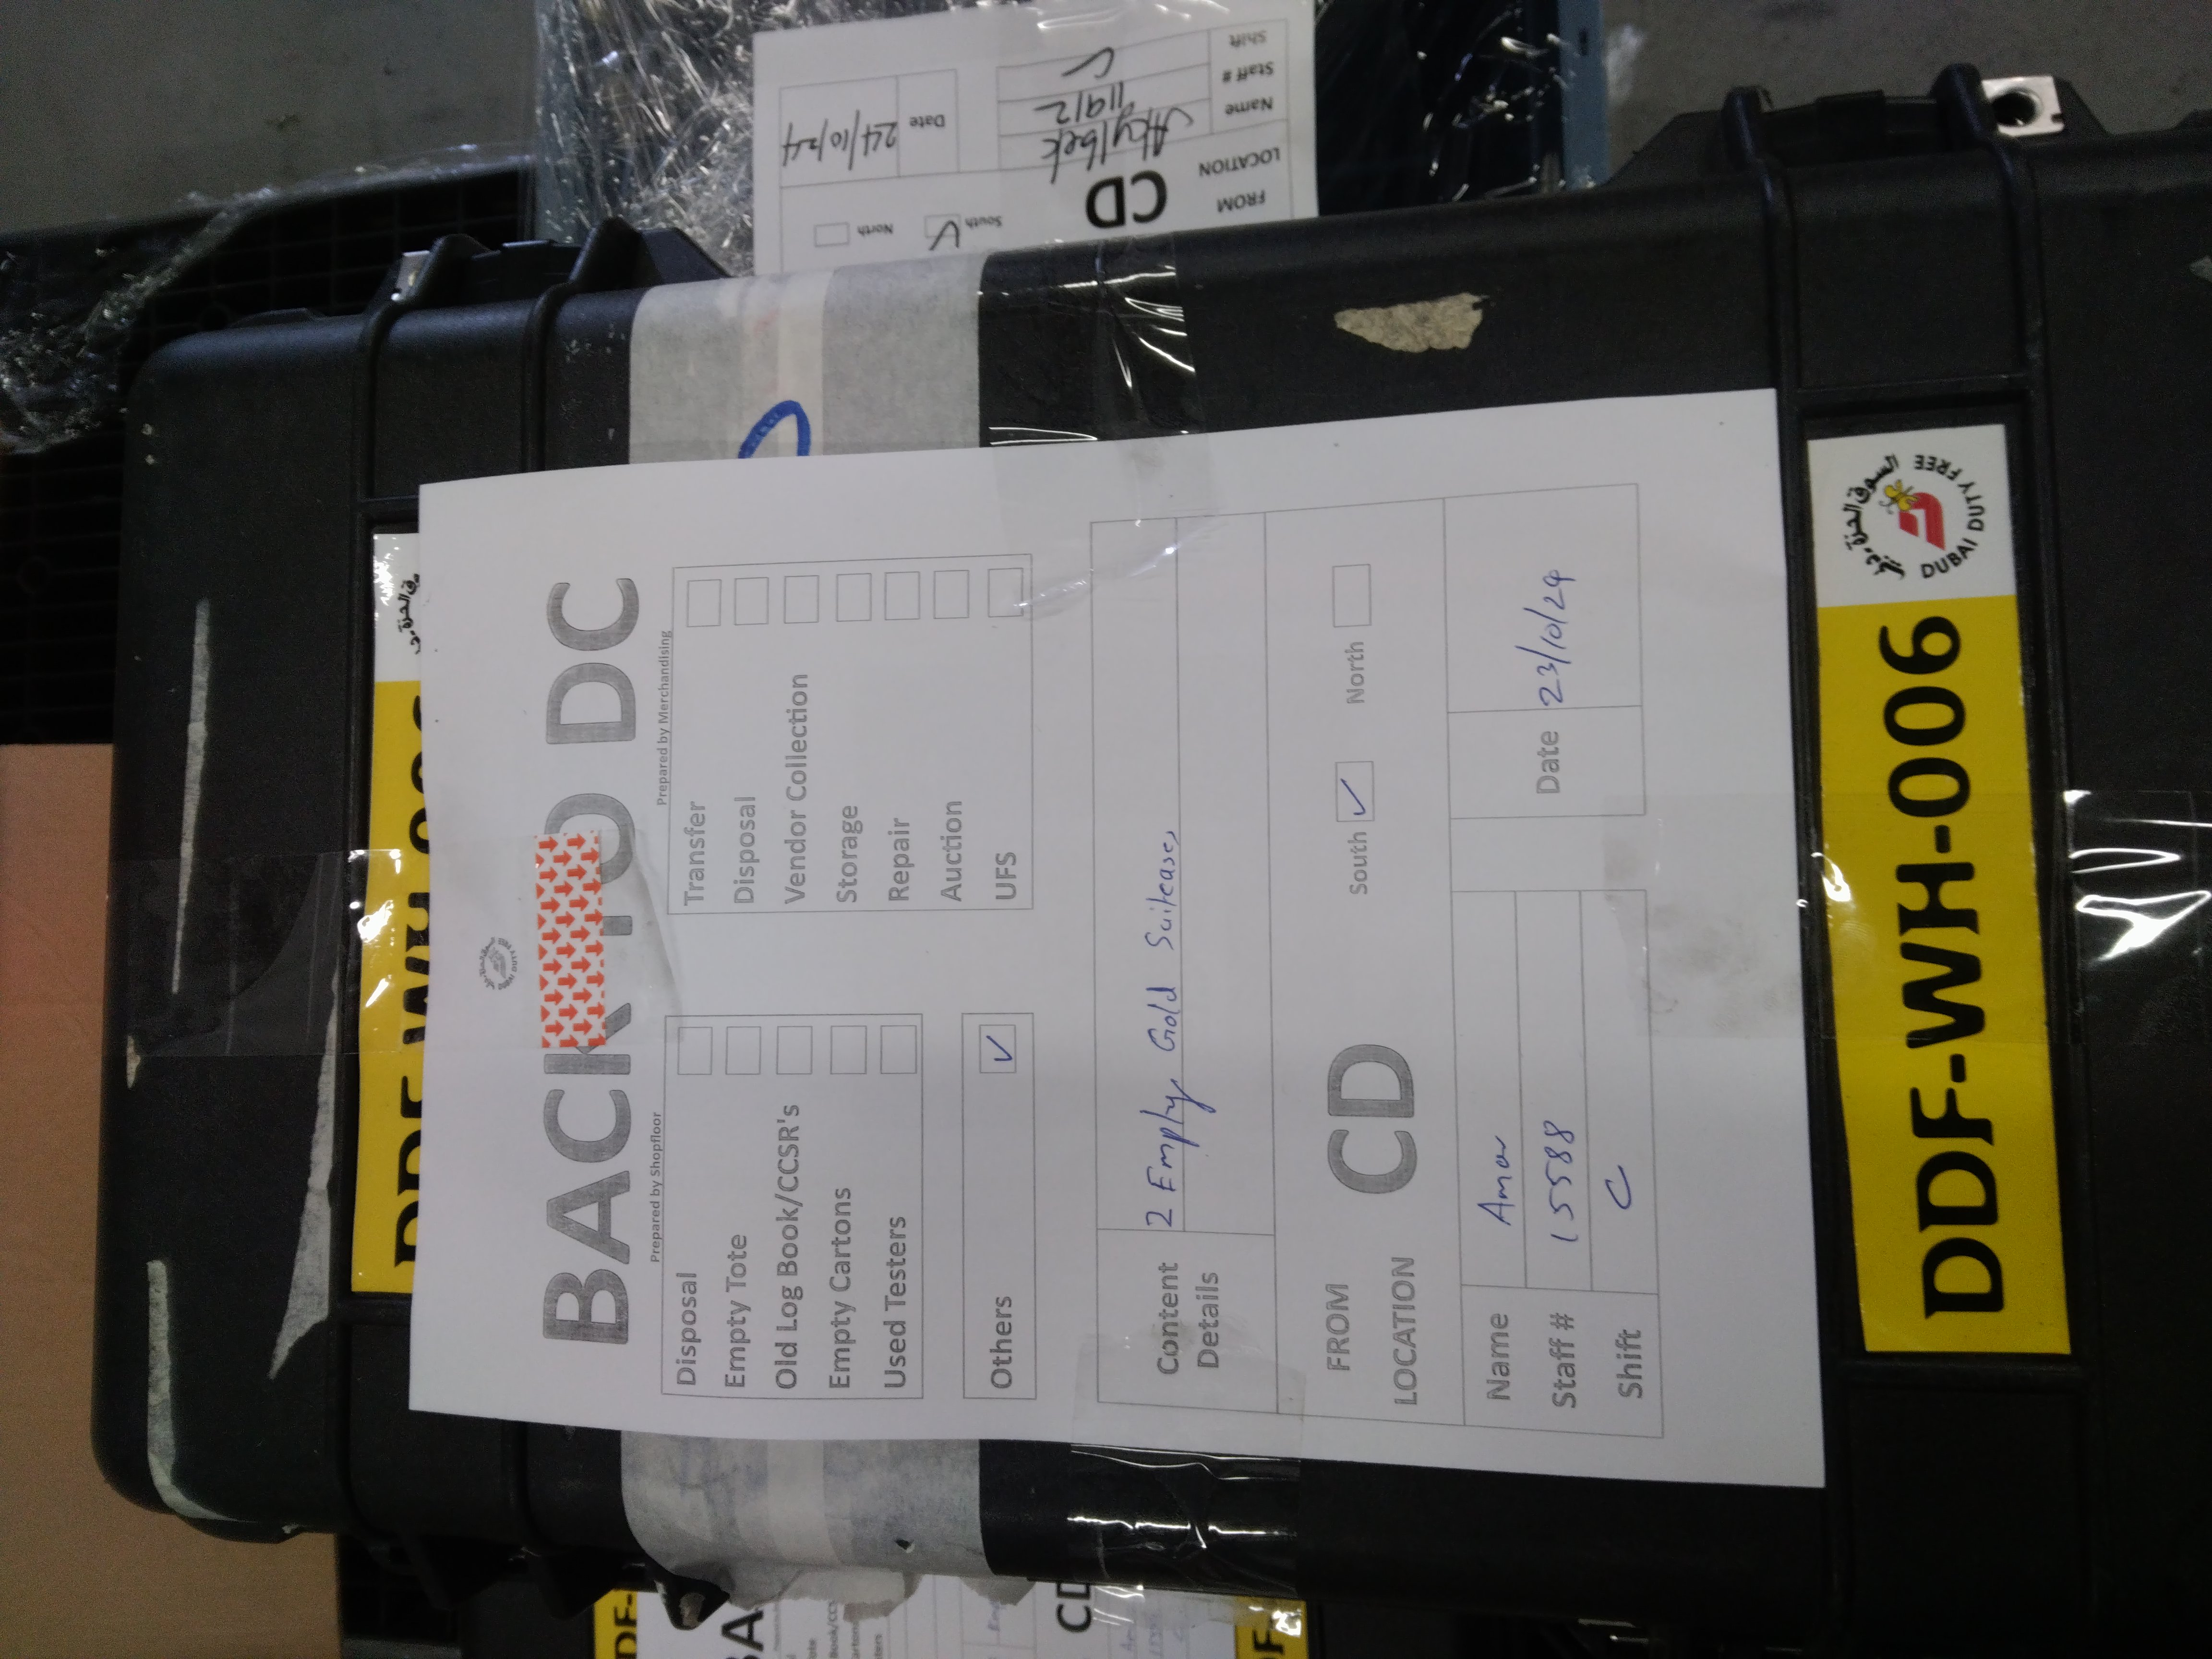 BACK TO DC
Prepared by Shopfloor
Prepared by Merchandising
Disposal
Empty Tote
Old Log Book/CCSR's
Empty Cartons
Used Testers
Others
Transfer
Disposal
Vendor Collection
Storage
Repair
Auction
UFS
Content Details
2 Empty Gold Suitcases
FROM LOCATION
CD
South
North
Name
Amar
Staff #
15588
Shift
C
Date
23/10/24
DDF-WH-006
السوق الحرة دبي
DUBAI DUTY FREE
FROM LOCATION
CD
South
North
Name
Akylbek
Staff #
11912
Shift
C
Date
24/10/24
CD